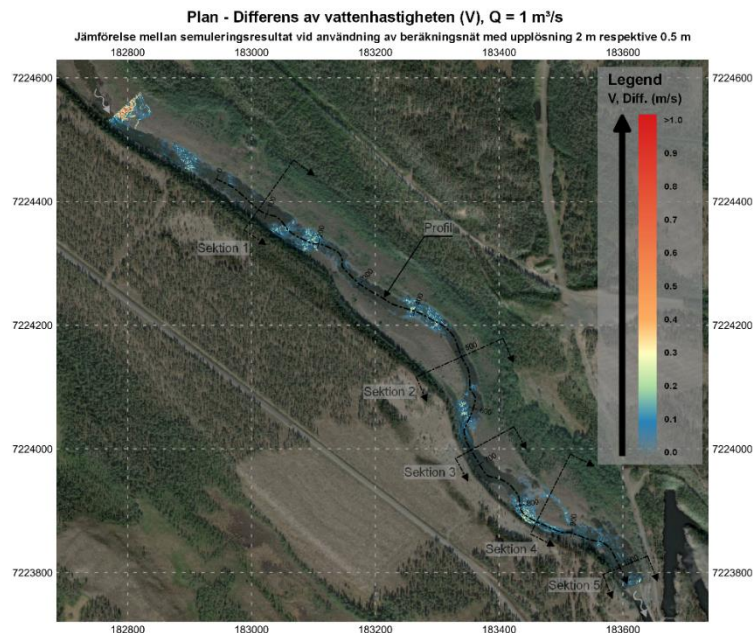 Plan - Differens av vattenhastigheten (V), Q = 1 m³/s
Jämförelse mellan semuleringsresultat vid användning av beräkningsnät med upplösning 2 m respektive 0.5 m
182800 183000 183200 183400 183600
7224600 7224600
Legend
V, Diff. (m/s)
>1.0
0.9
0.8
0.7
0.6
0.5
0.4
0.3
0.2
0.1
0.0
7224400 7224400
Profil
Sektion 1
7224200 7224200
Sektion 2
7224000 7224000
Sektion 3
Sektion 4
7223800 7223800
Sektion 5
182800 183000 183200 183400 183600